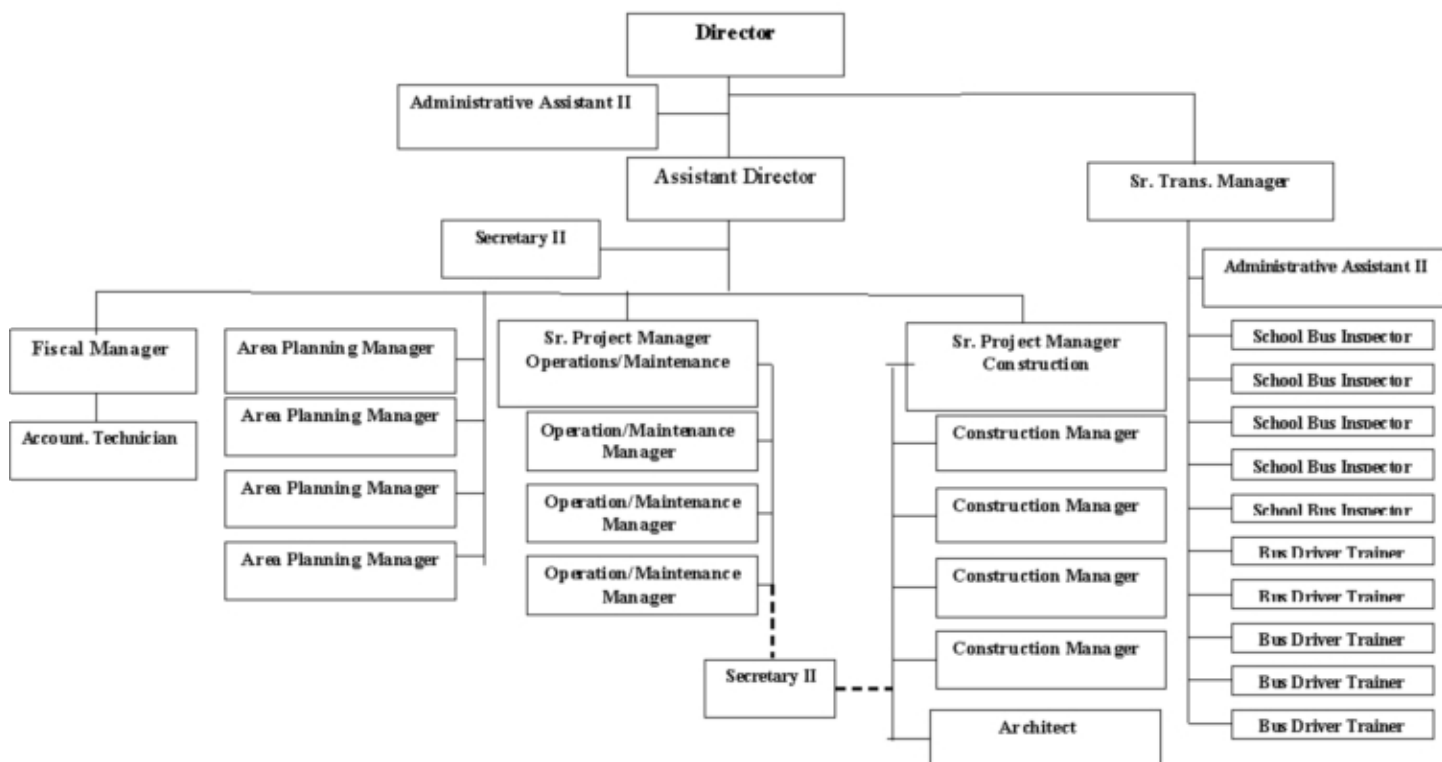 Director
Administrative Assistant II
Assistant Director
Sr. Trans. Manager
Secretary II
Administrative Assistant II
Fiscal Manager
Account. Technician
Area Planning Manager
Area Planning Manager
Area Planning Manager
Area Planning Manager
Sr. Project Manager
Operations/Maintenance
Operation/Maintenance
Manager
Operation/Maintenance
Manager
Operation/Maintenance
Manager
Secretary II
Sr. Project Manager
Construction
Construction Manager
Construction Manager
Construction Manager
Construction Manager
Architect
School Bus Inspector
School Bus Inspector
School Bus Inspector
School Bus Inspector
School Bus Inspector
Bus Driver Trainer
Bus Driver Trainer
Bus Driver Trainer
Bus Driver Trainer
Bus Driver Trainer